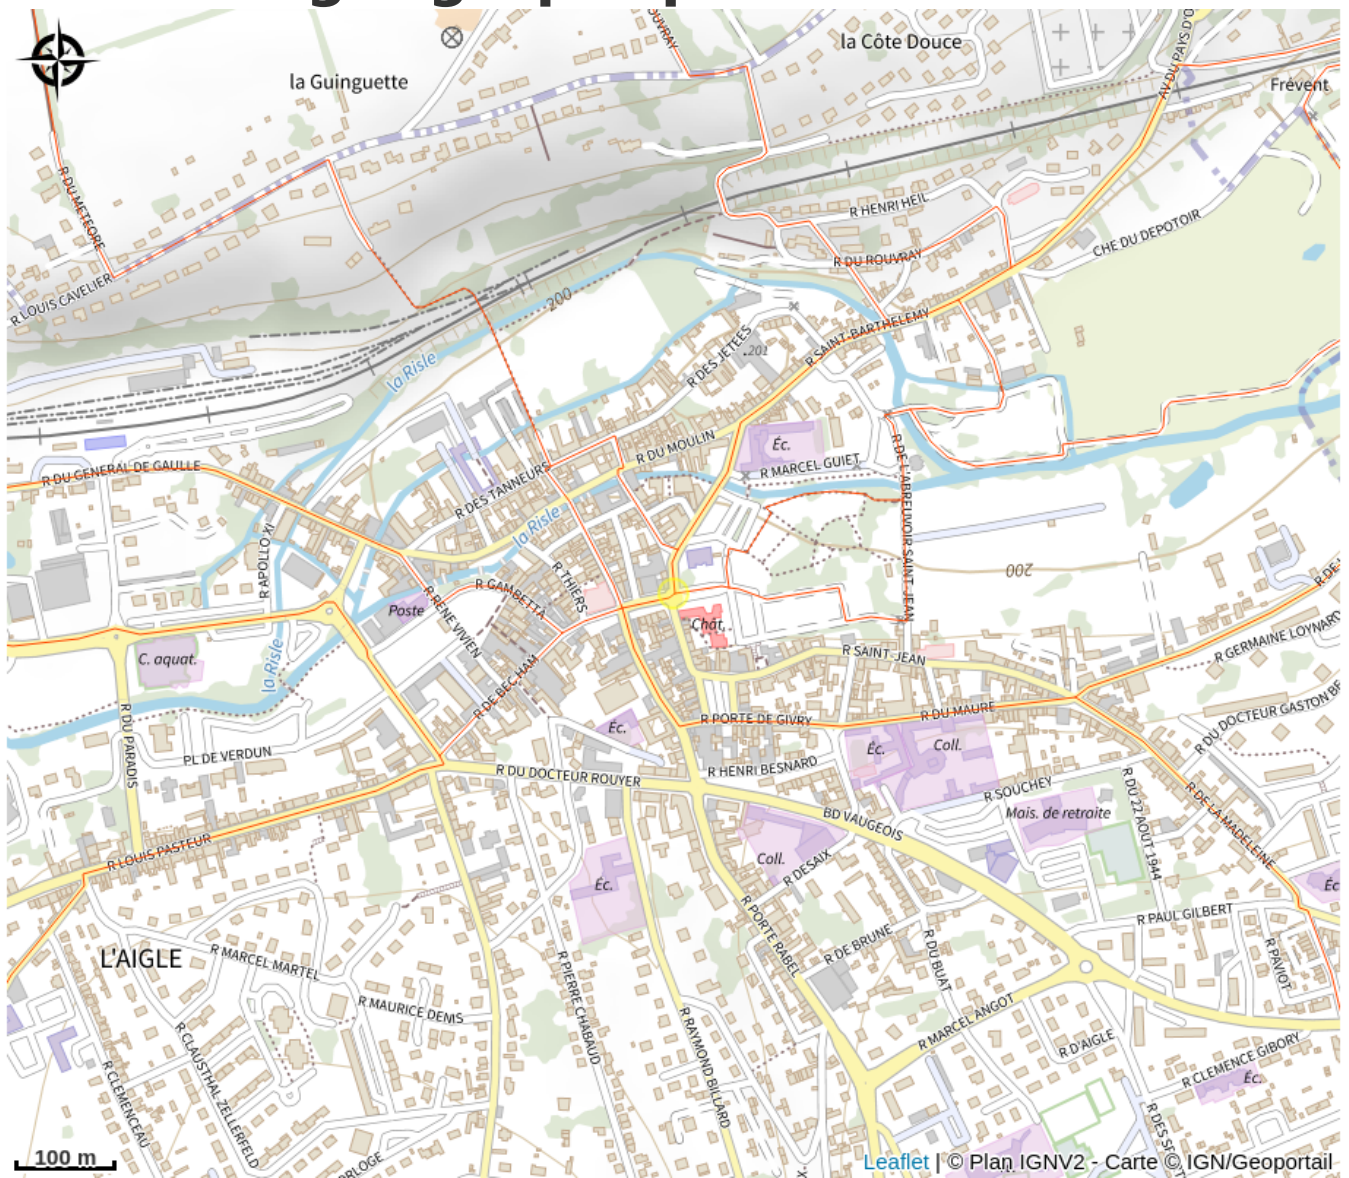 OUVRAY
la Côte Douce
AV DU PAYS D'O
la Guinguette
Frévent
R DU METEORE
R HENRI HEIL
CHE DU DEPOTOIR
R DU ROUVRAY
R LOUIS CAVELIER
200
R SAINT-BARTHELEMY
R DES JETEES
201
la Risle
R DU MOULIN
Éc.
R MARCEL GUIET
R DE L'ABREUVOIR SAINT-JEAN
R DU GENERAL DE GAULLE
R DES TANNEURS
la Risle
R APOLLO XI
200
R DE
R THIERS
R GAMBETTA
R RENE VIVIEN
Poste
Chât.
R GERMAINE LOYNARD
C. aquat.
la Risle
R SAINT-JEAN
R DE BEC'HAM
R DU PARADIS
R PORTE DE GIVRY
R DU MAURE
R DU DOCTEUR GASTON BE
Éc.
Éc.
Coll.
PL DE VERDUN
R DU DOCTEUR ROUYER
R HENRI BESNARD
R SOUCHEY
R DU 22 AOUT 1944
R DE LA MADELEINE
Mais. de retraite
BD VAUGEOIS
R LOUIS PASTEUR
Coll.
R DESAIX
Éc.
Éc
R PAUL GILBERT
R PORTE RABEL
R DE BRUNE
R DU BUAT
R PAVIOT
L'AIGLE
R MARCEL MARTEL
R PIERRE CHABAUD
R MAURICE DENIS
R RAYMOND BILLARD
R MARCEL ANGOT
R D'AIGLE
R CLAUSTHAL ZELLERFELD
R CLEMENCEAU
R CLEMENCE GIBORY
Éc.
R DES
RLOGE
100 m
Leaflet | © Plan IGNV2 - Carte © IGN/Geoportail